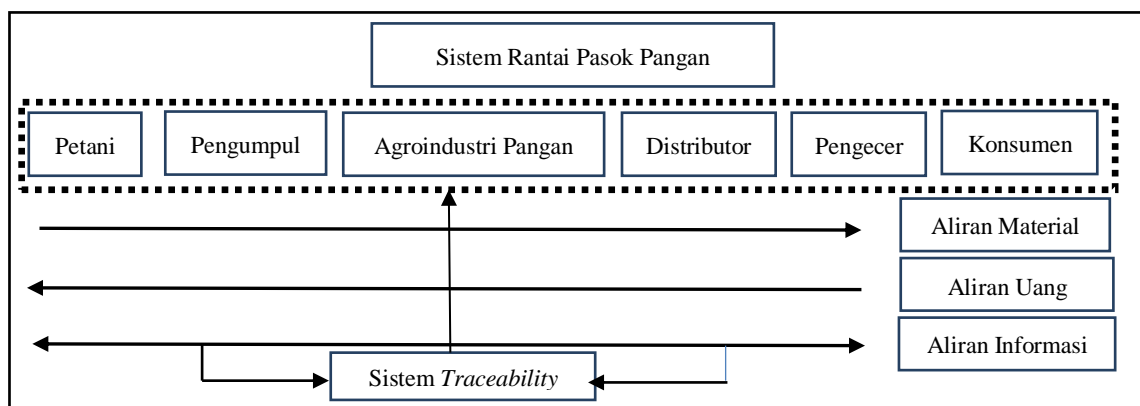 Sistem Rantai Pasok Pangan
Petani
Pengumpul
Agroindustri Pangan
Distributor
Pengecer
Konsumen
Aliran Material
Aliran Uang
Aliran Informasi
Sistem Traceability